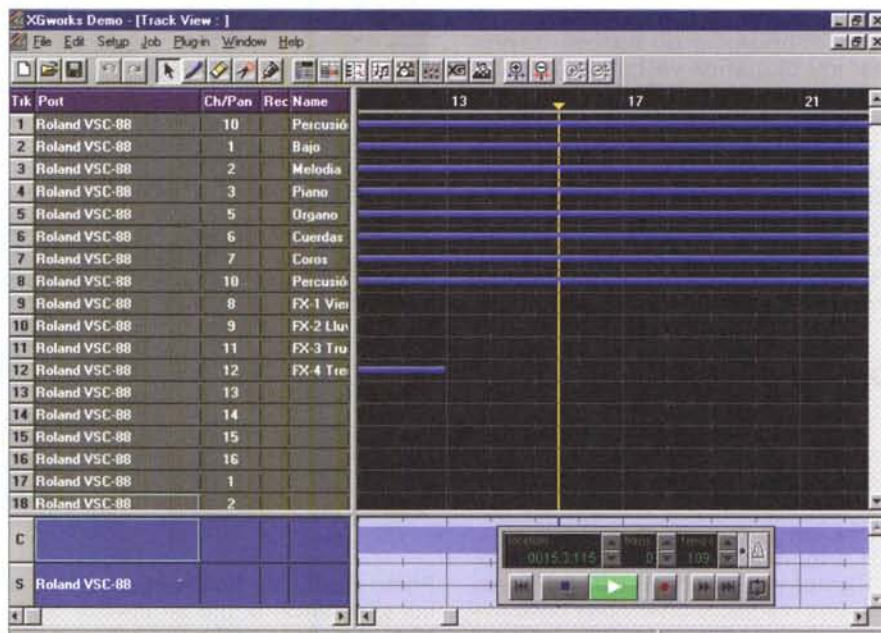 XGworks Demo - [Track View : ]
File Edit Setup Job Plug-in Window Help
XG
Trk Port Ch/Pan Rec Name
13 17 21
1 Roland VSC-88 10 Percusió
2 Roland VSC-88 1 Bajo
3 Roland VSC-88 2 Melodia
4 Roland VSC-88 3 Piano
5 Roland VSC-88 5 Organo
6 Roland VSC-88 6 Cuerdas
7 Roland VSC-88 7 Coros
8 Roland VSC-88 10 Percusió
9 Roland VSC-88 8 FX-1 Vie
10 Roland VSC-88 9 FX-2 Lluv
11 Roland VSC-88 11 FX-3 Tru
12 Roland VSC-88 12 FX-4 Tre
13 Roland VSC-88 13
14 Roland VSC-88 14
15 Roland VSC-88 15
16 Roland VSC-88 16
17 Roland VSC-88 1
18 Roland VSC-88 2
C
S Roland VSC-88
location tempo
0015:3:115 0 109